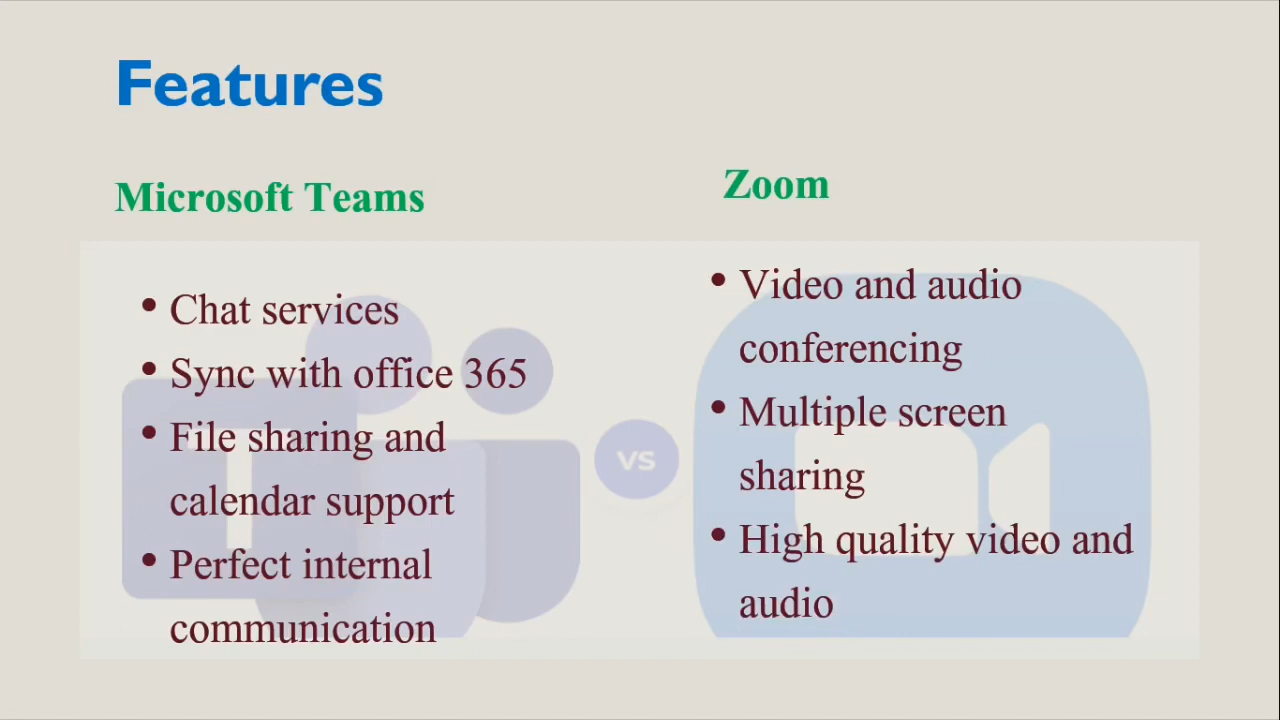 Features
Microsoft Teams
• Chat services
• Sync with office 365
• File sharing and
calendar support
• Perfect internal
communication
VS
Zoom
• Video and audio
conferencing
• Multiple screen
sharing
• High quality video and
audio